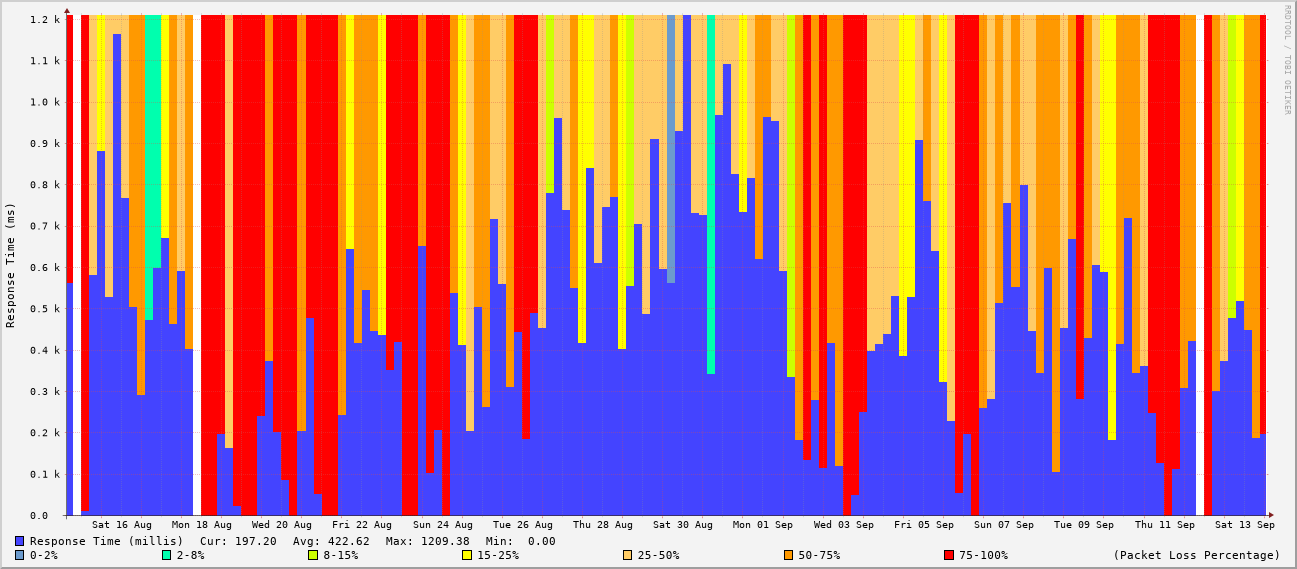 1.2 k
1.1 k
1.0 k
0.9 k
0.8 k
0.7 k
0.6 k
0.5 k
0.4 k
0.3 k
0.2 k
0.1 k
0.0
Response Time (ms)
RRDTOOL / TOBI OETIKER
Sat 16 Aug Mon 18 Aug Wed 20 Aug Fri 22 Aug Sun 24 Aug Tue 26 Aug Thu 28 Aug Sat 30 Aug Mon 01 Sep Wed 03 Sep Fri 05 Sep Sun 07 Sep Tue 09 Sep Thu 11 Sep Sat 13 Sep
Response Time (millis) Cur: 197.20 Avg: 422.62 Max: 1209.38 Min: 0.00
0-2% 2-8% 8-15% 15-25% 25-50% 50-75% 75-100% (Packet Loss Percentage)